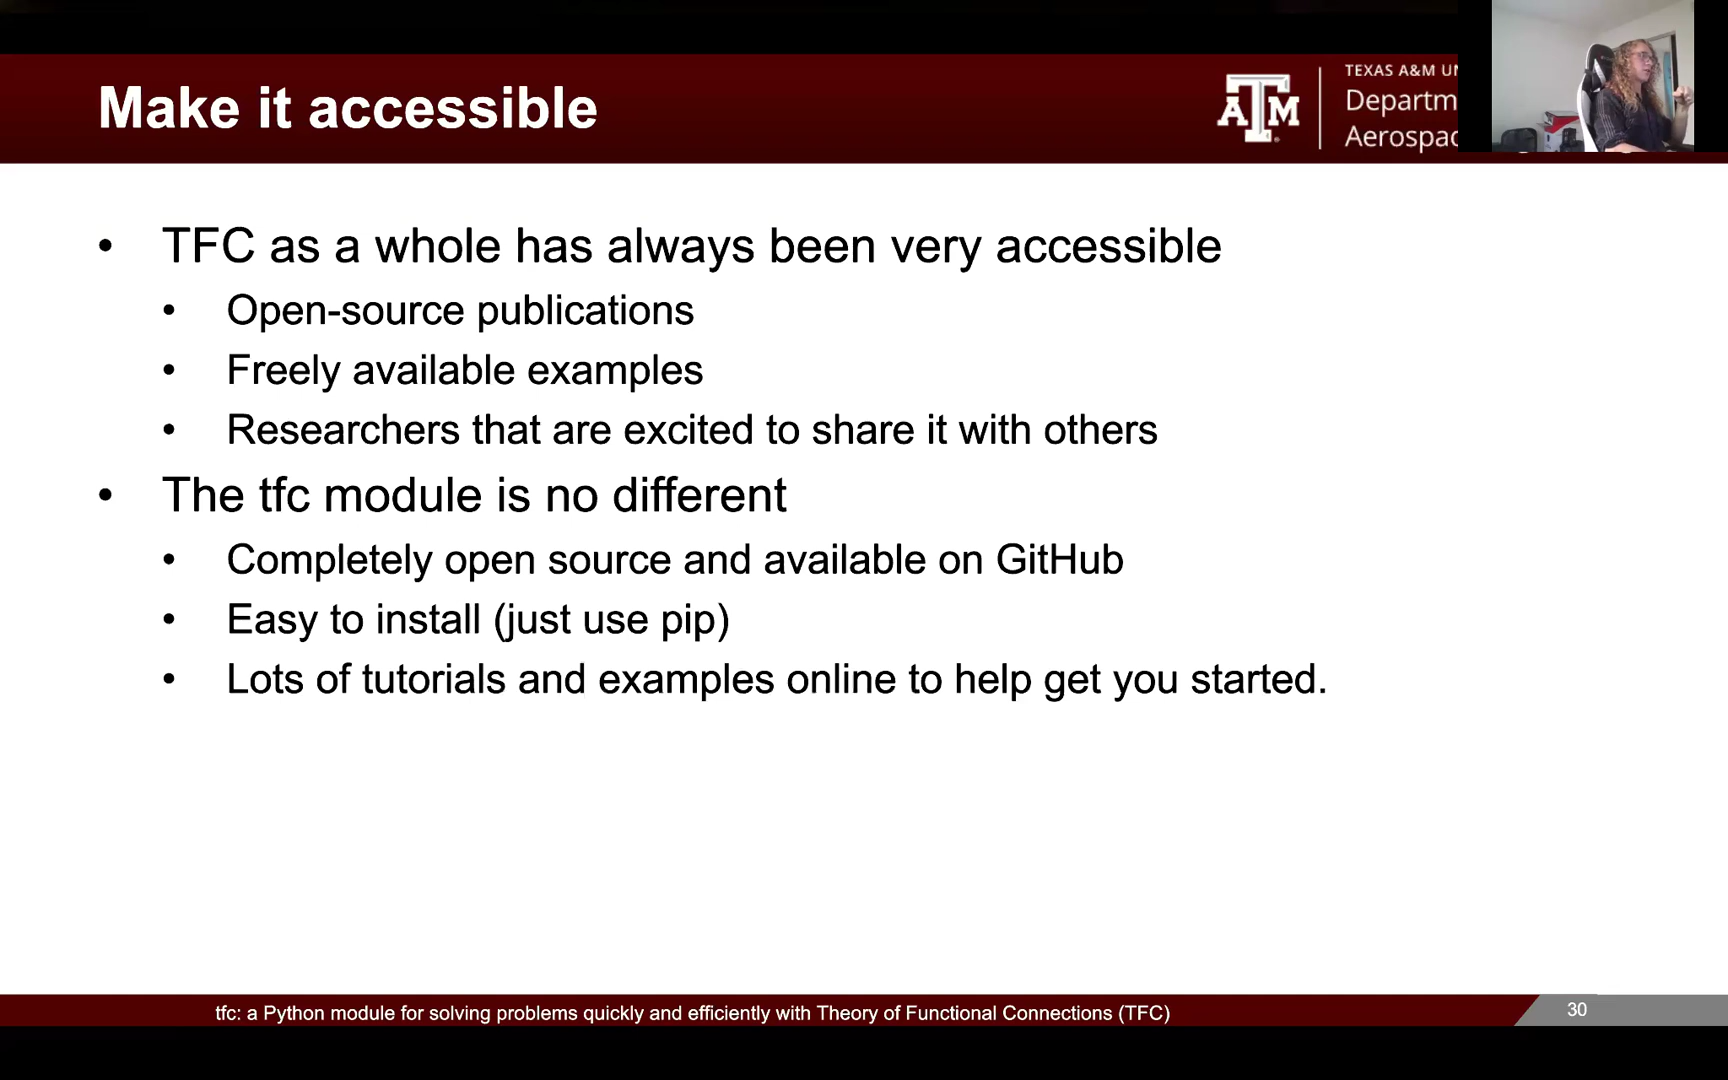 Make it accessible
ATM
TEXAS A&M
Departm
Aerospac
• TFC as a whole has always been very accessible
• Open-source publications
• Freely available examples
• Researchers that are excited to share it with others
• The tfc module is no different
• Completely open source and available on GitHub
• Easy to install (just use pip)
• Lots of tutorials and examples online to help get you started.
tfc: a Python module for solving problems quickly and efficiently with Theory of Functional Connections (TFC)
30